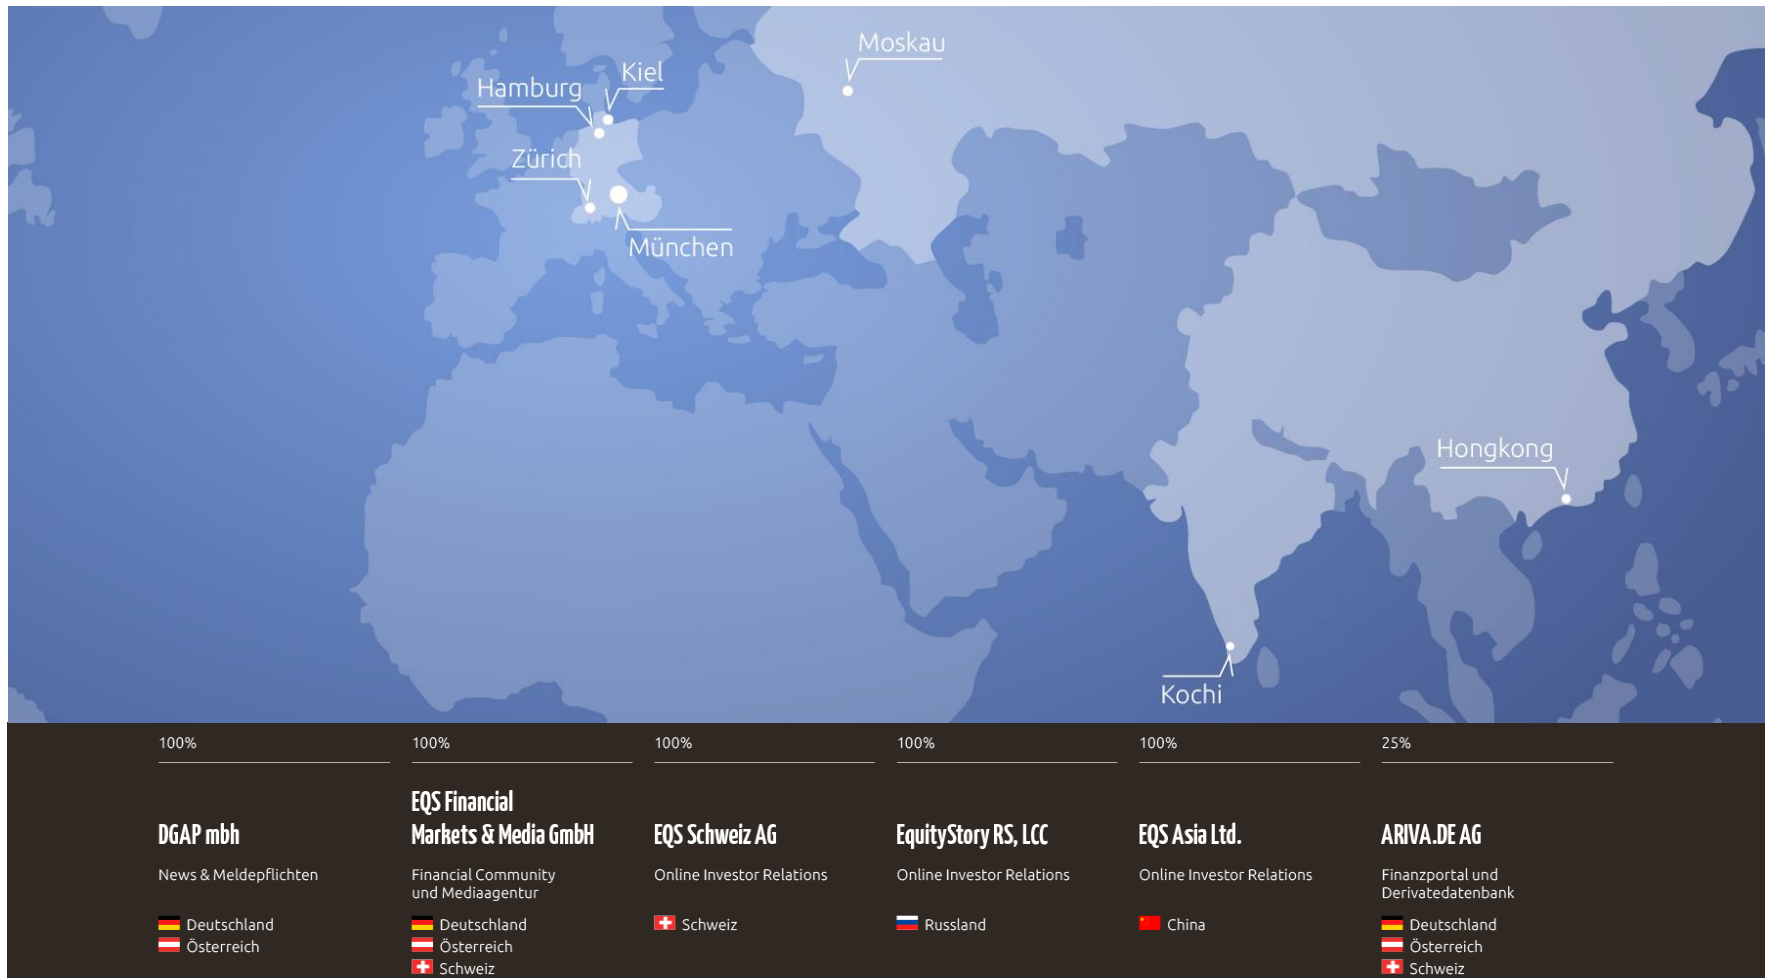 Moskau
Kiel
Hamburg
Zürich
München
Hongkong
Kochi
100%
DGAP mbh
News & Meldepflichten
Deutschland
Österreich
100%
EQS Financial
Markets & Media GmbH
Financial Community
und Mediaagentur
Deutschland
Österreich
Schweiz
100%
EQS Schweiz AG
Online Investor Relations
Schweiz
100%
EquityStory RS, LCC
Online Investor Relations
Russland
100%
EQS Asia Ltd.
Online Investor Relations
China
25%
ARIVA.DE AG
Finanzportal und
Derivatedatenbank
Deutschland
Österreich
Schweiz